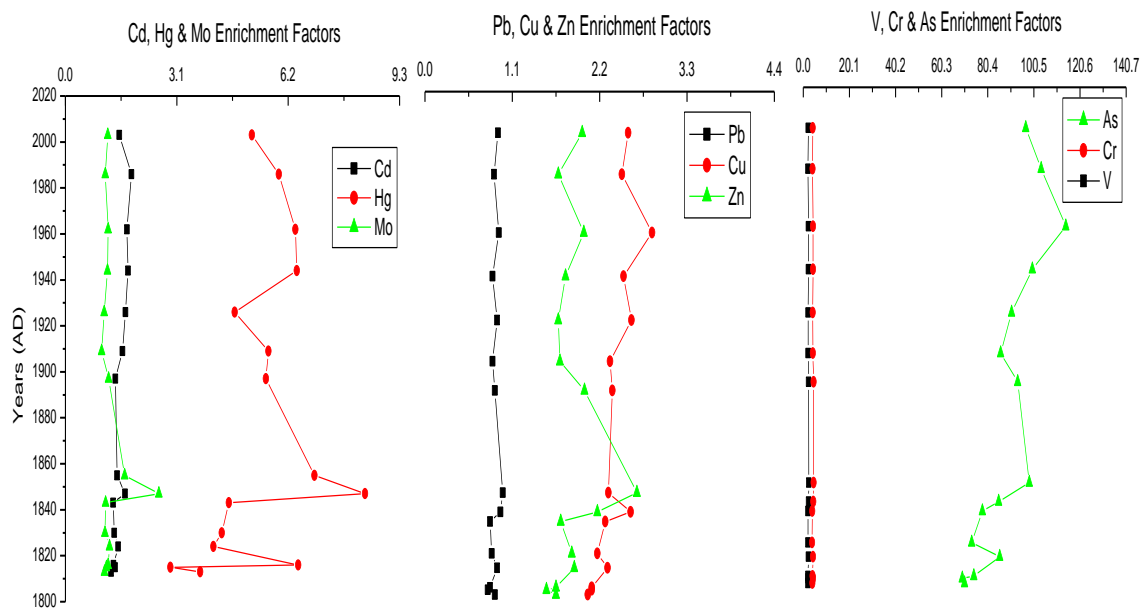 Cd, Hg & Mo Enrichment Factors
0.0 3.1 6.2 9.3
Pb, Cu & Zn Enrichment Factors
0.0 1.1 2.2 3.3 4.4
V, Cr & As Enrichment Factors
0.0 20.1 40.2 60.3 80.4 100.5 120.6 140.7
Years (AD)
2020
2000
1980
1960
1940
1920
1900
1880
1860
1840
1820
1800
Cd
Hg
Mo
Pb
Cu
Zn
As
Cr
V